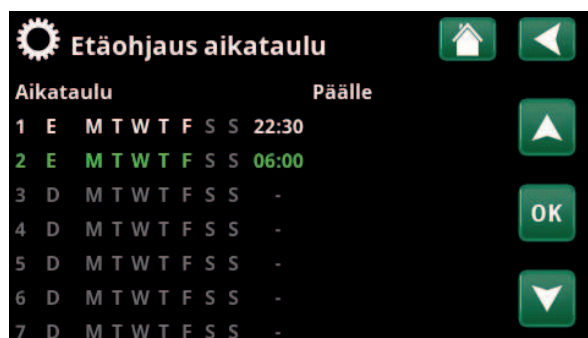 Etäohjaus aikataulu
Aikataulu Päälle
1 E M T W T F S S 22:30
2 E M T W T F S S 06:00
3 D M T W T F S S -
4 D M T W T F S S -
OK
5 D M T W T F S S -
6 D M T W T F S S -
7 D M T W T F S S -